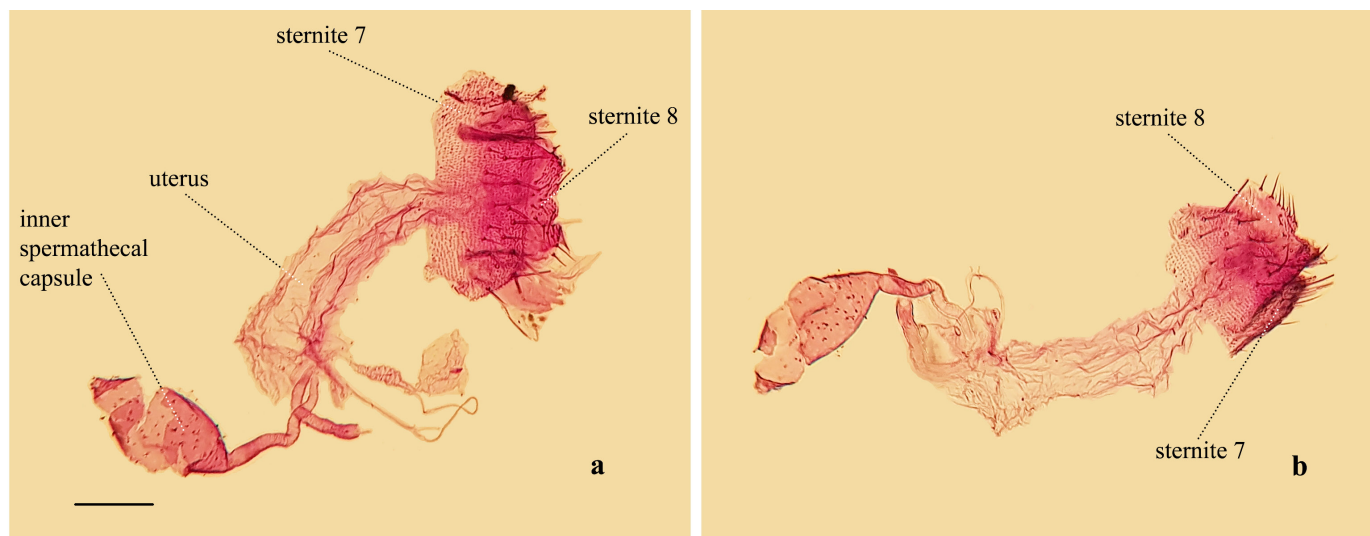 sternite 7
sternite 8
uterus
inner
spermathecal
capsule
a
sternite 8
sternite 7
b